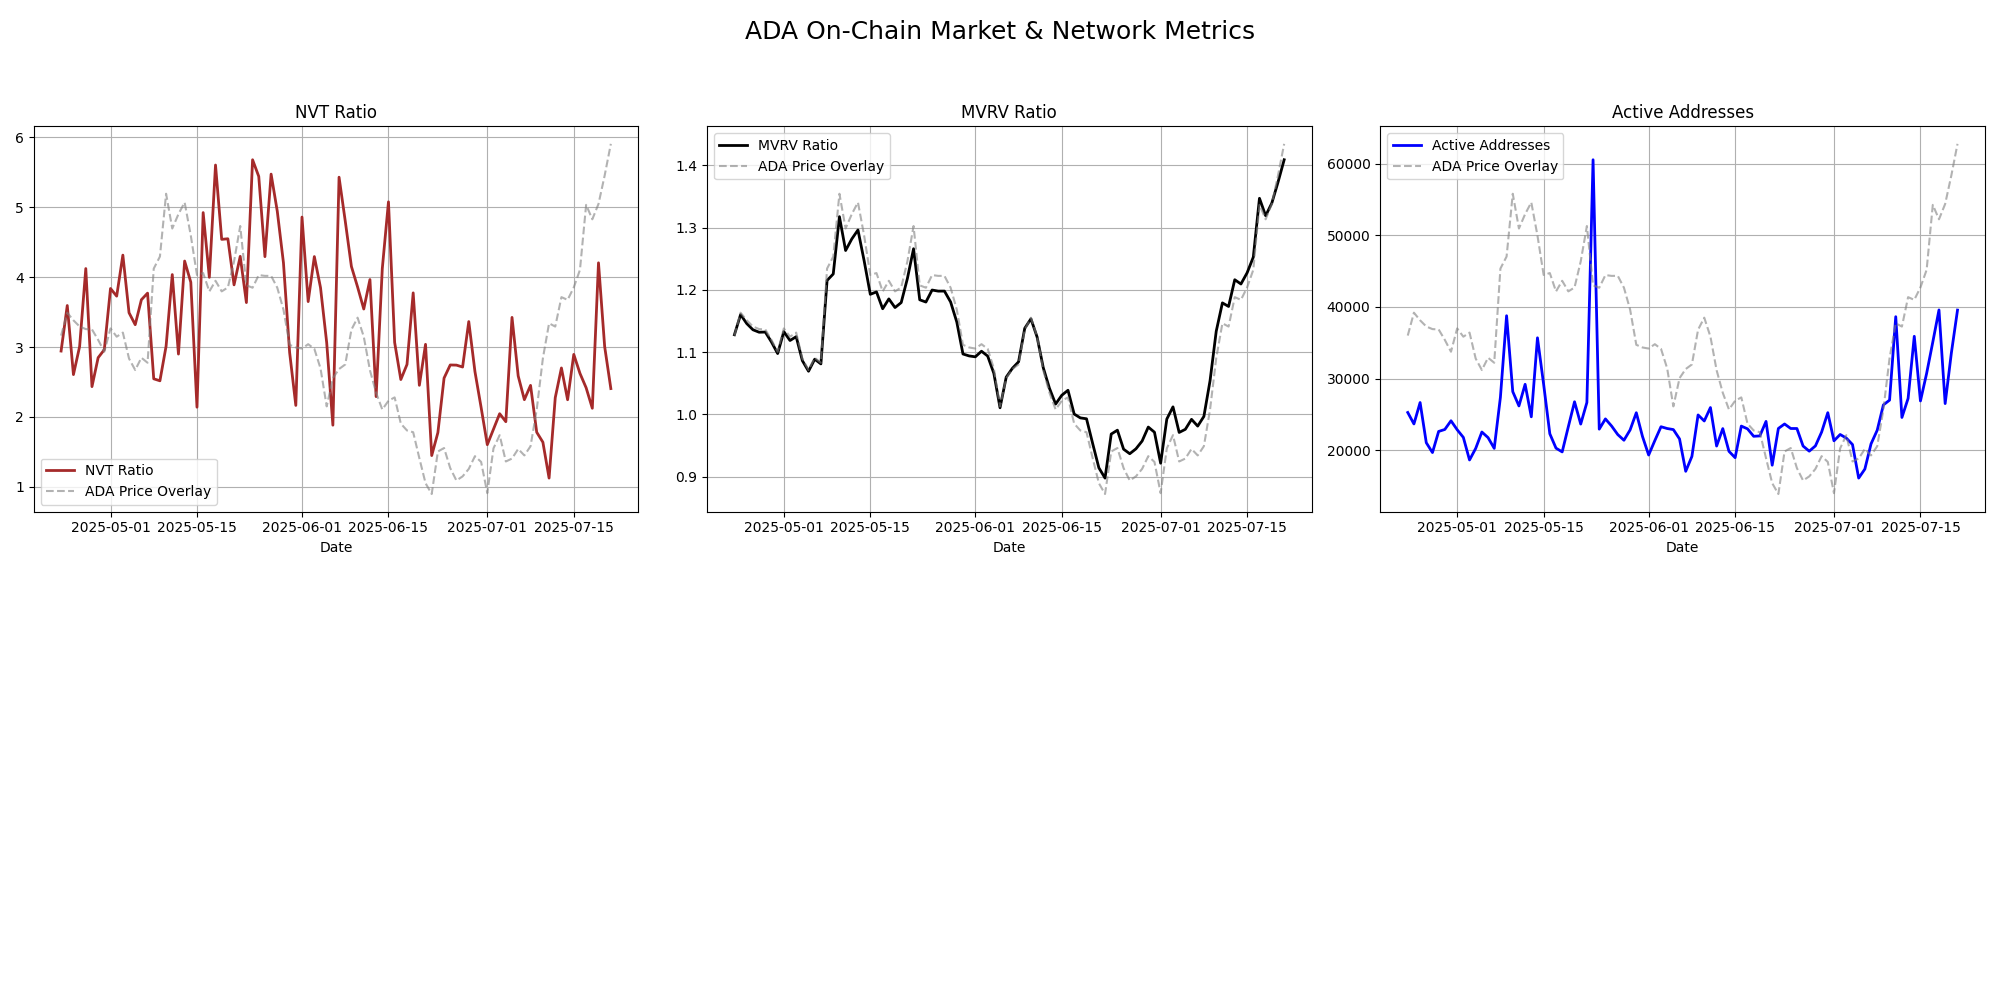 ADA On-Chain Market & Network Metrics
NVT Ratio
6
5
4
3
2
1
NVT Ratio
ADA Price Overlay
2025-05-01 2025-05-15 2025-06-01 2025-06-15 2025-07-01 2025-07-15
Date
MVRV Ratio
MVRV Ratio
ADA Price Overlay
1.4
1.3
1.2
1.1
1.0
0.9
2025-05-01 2025-05-15 2025-06-01 2025-06-15 2025-07-01 2025-07-15
Date
Active Addresses
Active Addresses
ADA Price Overlay
60000
50000
40000
30000
20000
2025-05-01 2025-05-15 2025-06-01 2025-06-15 2025-07-01 2025-07-15
Date